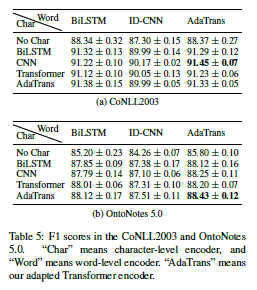 Char Word BiLSTM ID-CNN AdaTrans
No Char 88.34 ± 0.32 87.30 ± 0.15 88.37 ± 0.27
BiLSTM 91.32 ± 0.13 89.99 ± 0.14 91.29 ± 0.12
CNN 91.22 ± 0.10 90.17 ± 0.02 91.45 ± 0.07
Transformer 91.12 ± 0.10 90.05 ± 0.13 91.23 ± 0.06
AdaTrans 91.38 ± 0.15 89.99 ± 0.05 91.33 ± 0.05
(a) CoNLL2003
Char Word BiLSTM ID-CNN AdaTrans
No Char 85.20 ± 0.23 84.26 ± 0.07 85.80 ± 0.10
BiLSTM 87.85 ± 0.09 87.38 ± 0.17 88.12 ± 0.16
CNN 87.79 ± 0.14 87.10 ± 0.06 88.25 ± 0.11
Transformer 88.01 ± 0.06 87.31 ± 0.10 88.20 ± 0.07
AdaTrans 88.12 ± 0.17 87.51 ± 0.11 88.43 ± 0.12
(b) OntoNotes 5.0
Table 5: F1 scores in the CoNLL2003 and OntoNotes
5.0. “Char” means character-level encoder, and
“Word” means word-level encoder. “AdaTrans” means
our adapted Transformer encoder.